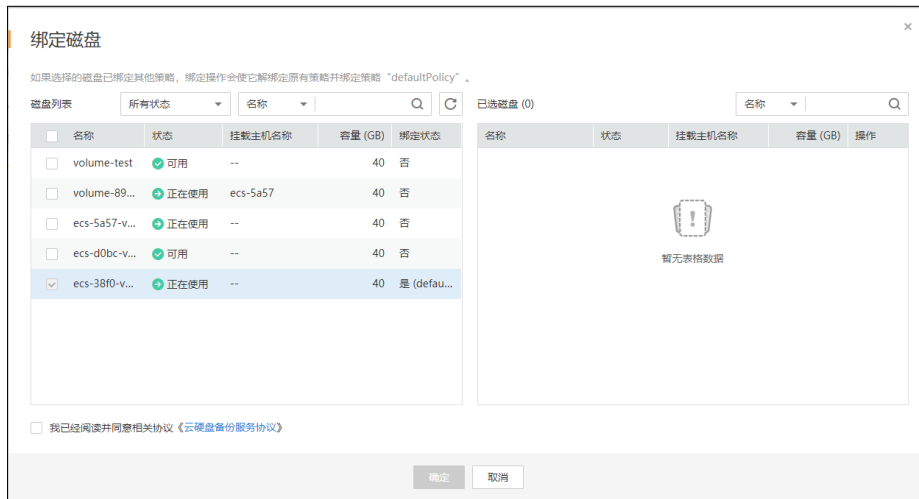 绑定磁盘
×
如果选择的磁盘已绑定其他策略，绑定操作会使它解绑定原有策略并绑定策略“defaultPolicy”。
磁盘列表 所有状态 名称 已选磁盘 (0) 名称
名称 状态 挂载主机名称 容量 (GB) 绑定状态 名称 状态 挂载主机名称 容量 (GB) 操作
volume-test 可用 -- 40 否
volume-89... 正在使用 ecs-5a57 40 否
ecs-5a57-v... 正在使用 -- 40 否
ecs-d0bc-v... 可用 -- 40 否
ecs-38f0-v... 正在使用 -- 40 是 (defau...
暂无表格数据
我已经阅读并同意相关协议《云硬盘备份服务协议》
确定 取消